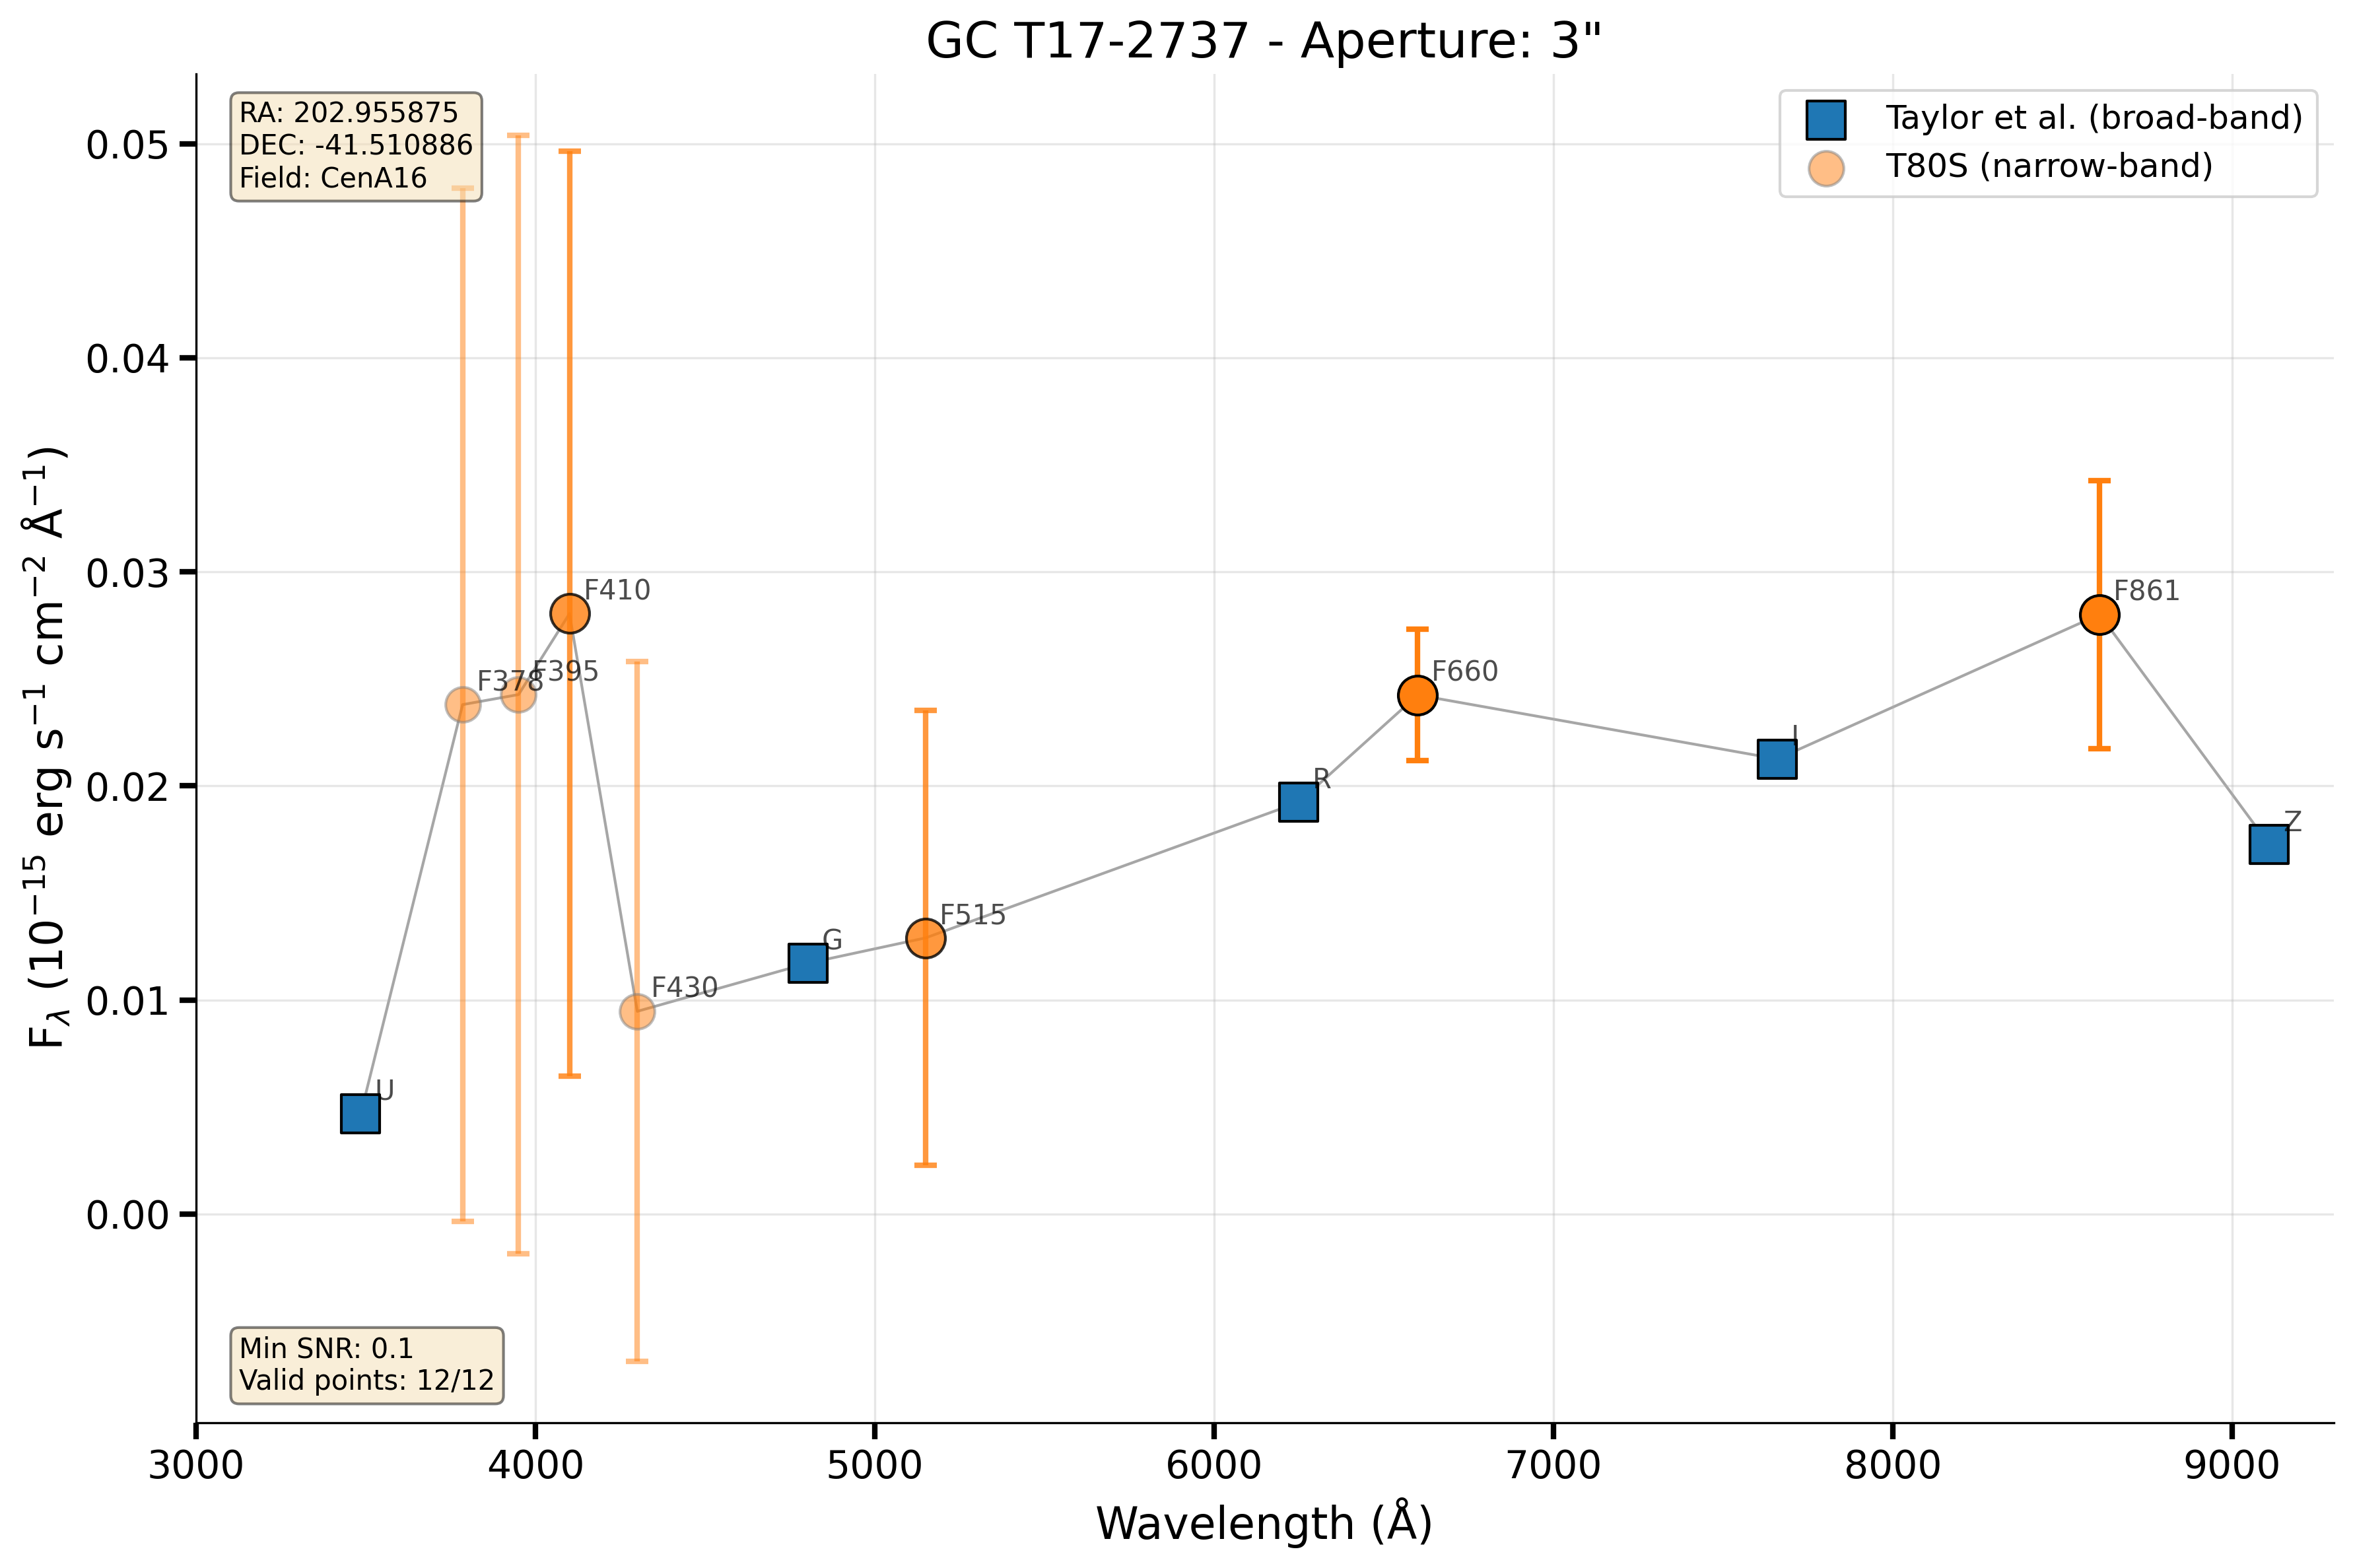 GC T17-2737 - Aperture: 3"
RA: 202.955875
DEC: -41.510886
Field: CenA16
Taylor et al. (broad-band)
T80S (narrow-band)
0.05
0.04
0.03
0.02
0.01
0.00
F_λ (10⁻¹⁵ erg s⁻¹ cm⁻² Å⁻¹)
U
F378
F395
F410
F430
G
F515
R
F660
I
F861
Z
Min SNR: 0.1
Valid points: 12/12
3000 4000 5000 6000 7000 8000 9000
Wavelength (Å)